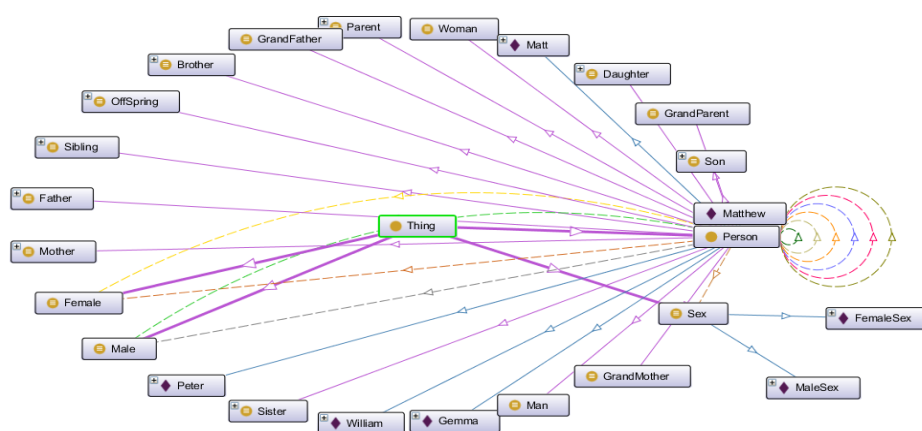 Parent
Woman
GrandFather
Matt
Brother
Daughter
OffSpring
GrandParent
Sibling
Son
Father
Matthew
Thing
Person
Mother
Female
Sex
FemaleSex
Male
GrandMother
Peter
MaleSex
Man
Sister
William
Gemma